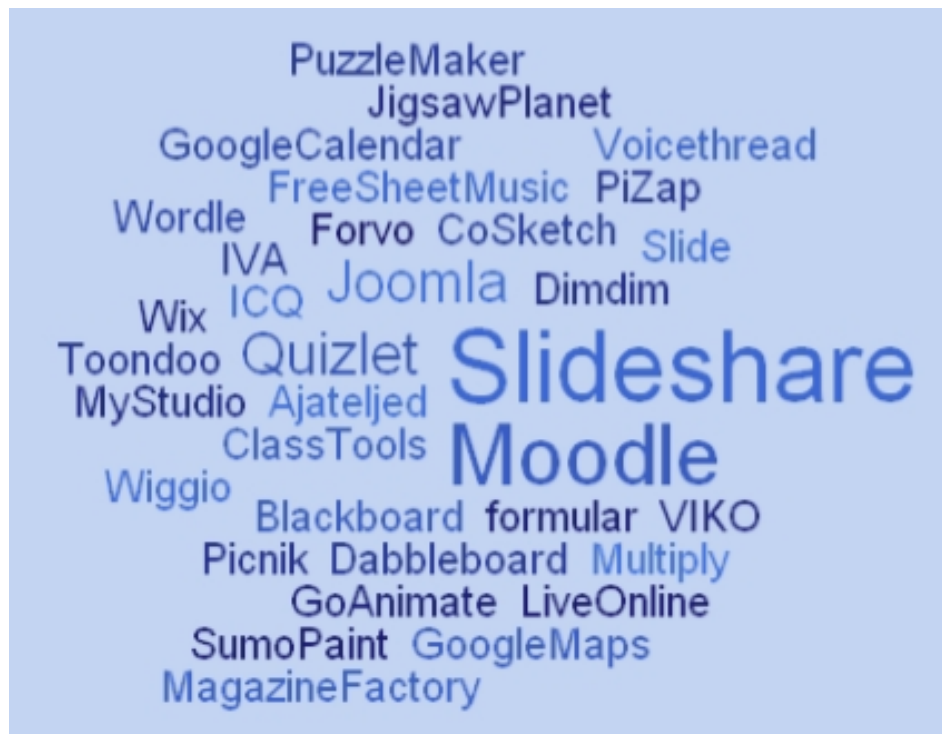 PuzzleMaker
JigsawPlanet
GoogleCalendar Voicethread
FreeSheetMusic PiZap
Wordle Forvo CoSketch Slide
IVA Joomla Dimdim
Wix ICQ
Toondoo Quizlet Slideshare
MyStudio Ajateljed
ClassTools Moodle
Wiggio
Blackboard formular VIKO
Picnik Dabbleboard Multiply
GoAnimate LiveOnline
SumoPaint GoogleMaps
MagazineFactory